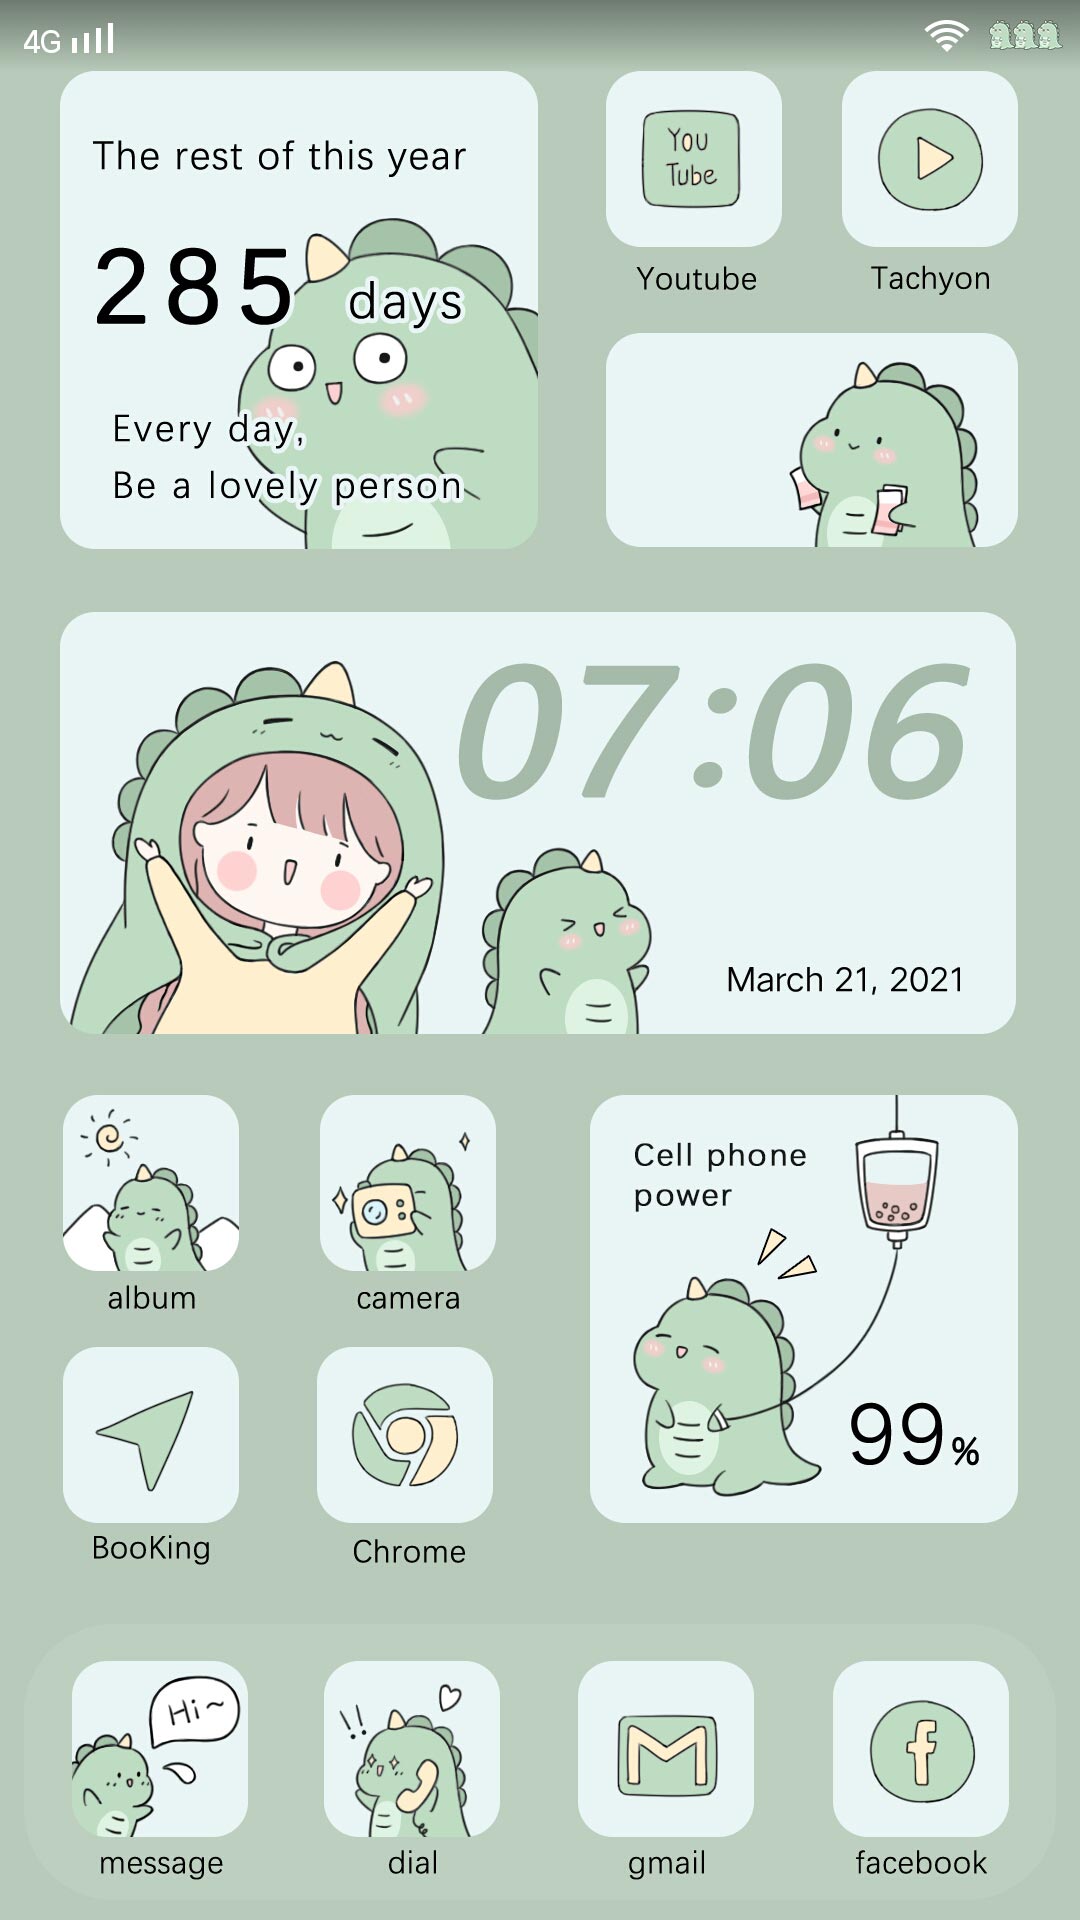 4G
The rest of this year
285 days
Every day,
Be a lovely person
You
Tube
Youtube
Tachyon
07:06
March 21, 2021
album
camera
Cell phone
power
99%
BooKing
Chrome
Hi~
!!
message
dial
gmail
facebook